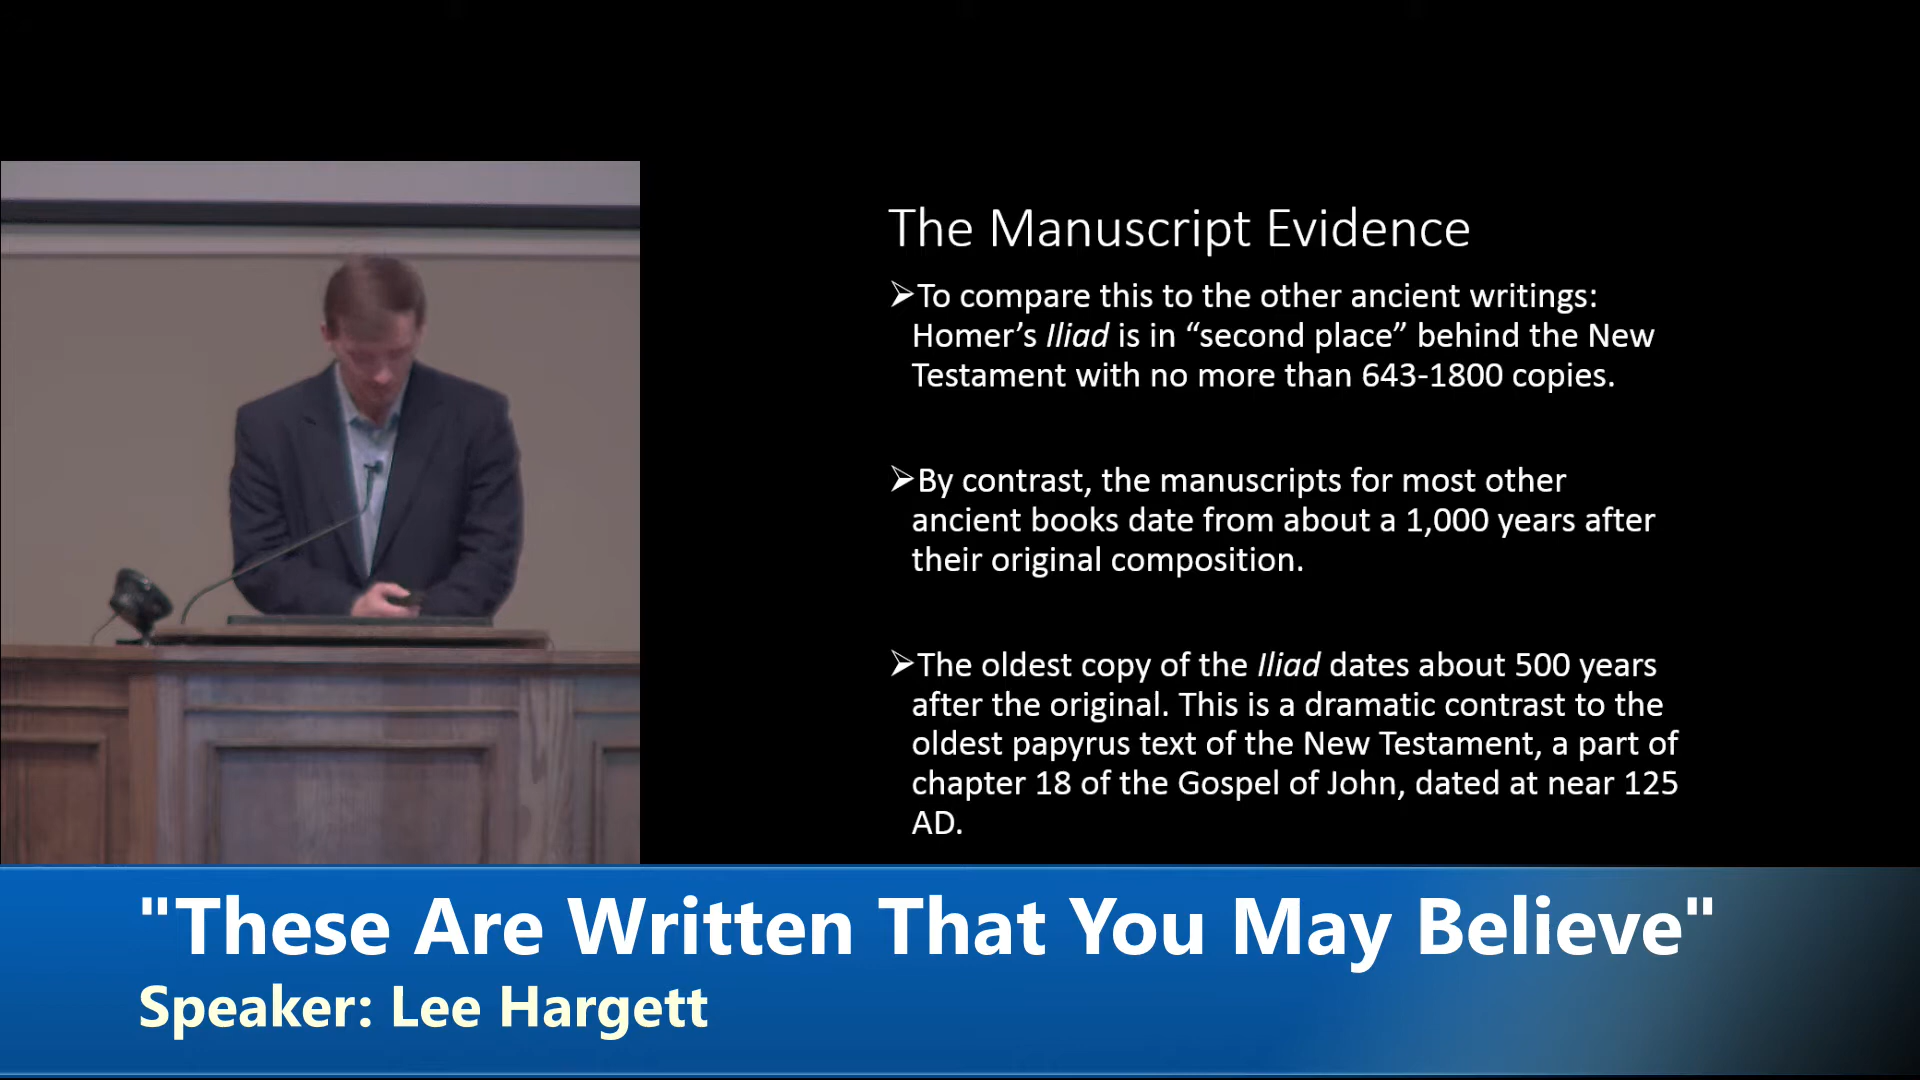 The Manuscript Evidence
➢To compare this to the other ancient writings:
Homer’s Iliad is in “second place” behind the New
Testament with no more than 643-1800 copies.
➢By contrast, the manuscripts for most other
ancient books date from about a 1,000 years after
their original composition.
➢The oldest copy of the Iliad dates about 500 years
after the original. This is a dramatic contrast to the
oldest papyrus text of the New Testament, a part of
chapter 18 of the Gospel of John, dated at near 125
AD.
"These Are Written That You May Believe"
Speaker: Lee Hargett